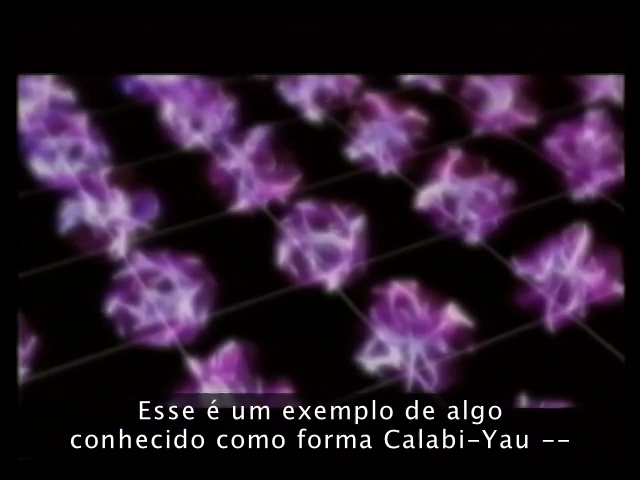 Esse é um exemplo de algo
conhecido como forma Calabi-Yau --